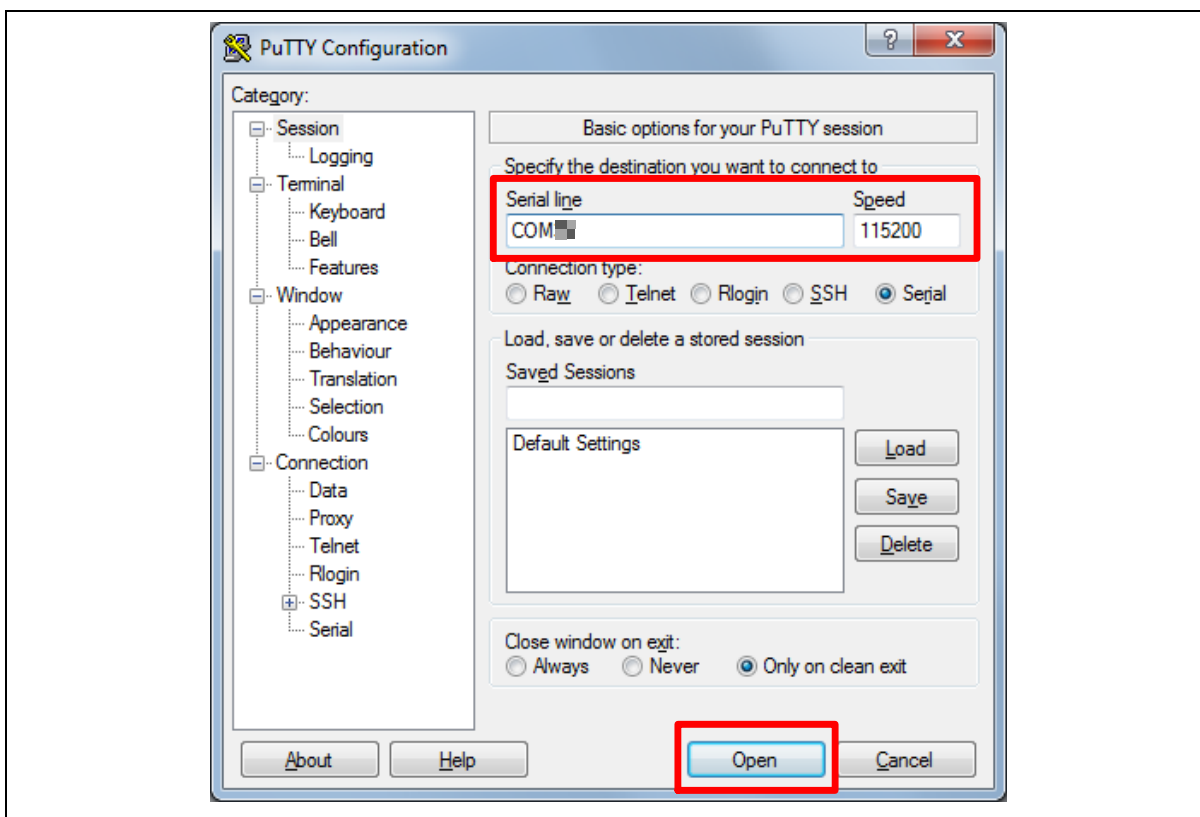 PuTTY Configuration
Category:
Session
Logging
Terminal
Keyboard
Bell
Features
Window
Appearance
Behaviour
Translation
Selection
Colours
Connection
Data
Proxy
Telnet
Rlogin
SSH
Serial
Basic options for your PuTTY session
Specify the destination you want to connect to
Serial line Speed
COM 115200
Connection type:
Raw Telnet Rlogin SSH Serial
Load, save or delete a stored session
Saved Sessions
Default Settings
Load
Save
Delete
Close window on exit:
Always Never Only on clean exit
About Help Open Cancel